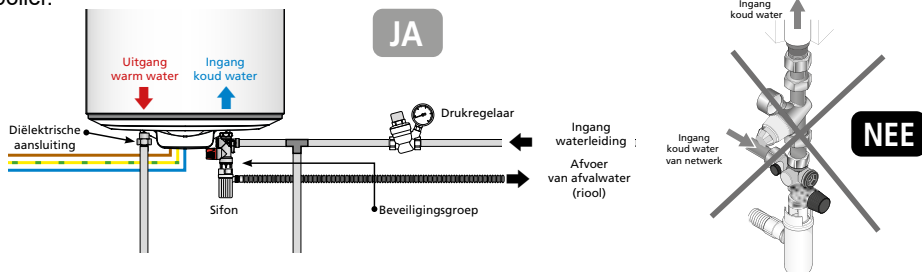 boiler.
JA
Uitgang
warm water
Ingang
koud water
Drukregelaar
Diëlektrische
aansluiting
Ingang
waterleiding :
Afvoer
van afvalwater
(riool)
Sifon
Beveiligingsgroep
Ingang
koud water
Ingang
koud water
van netwerk
NEE